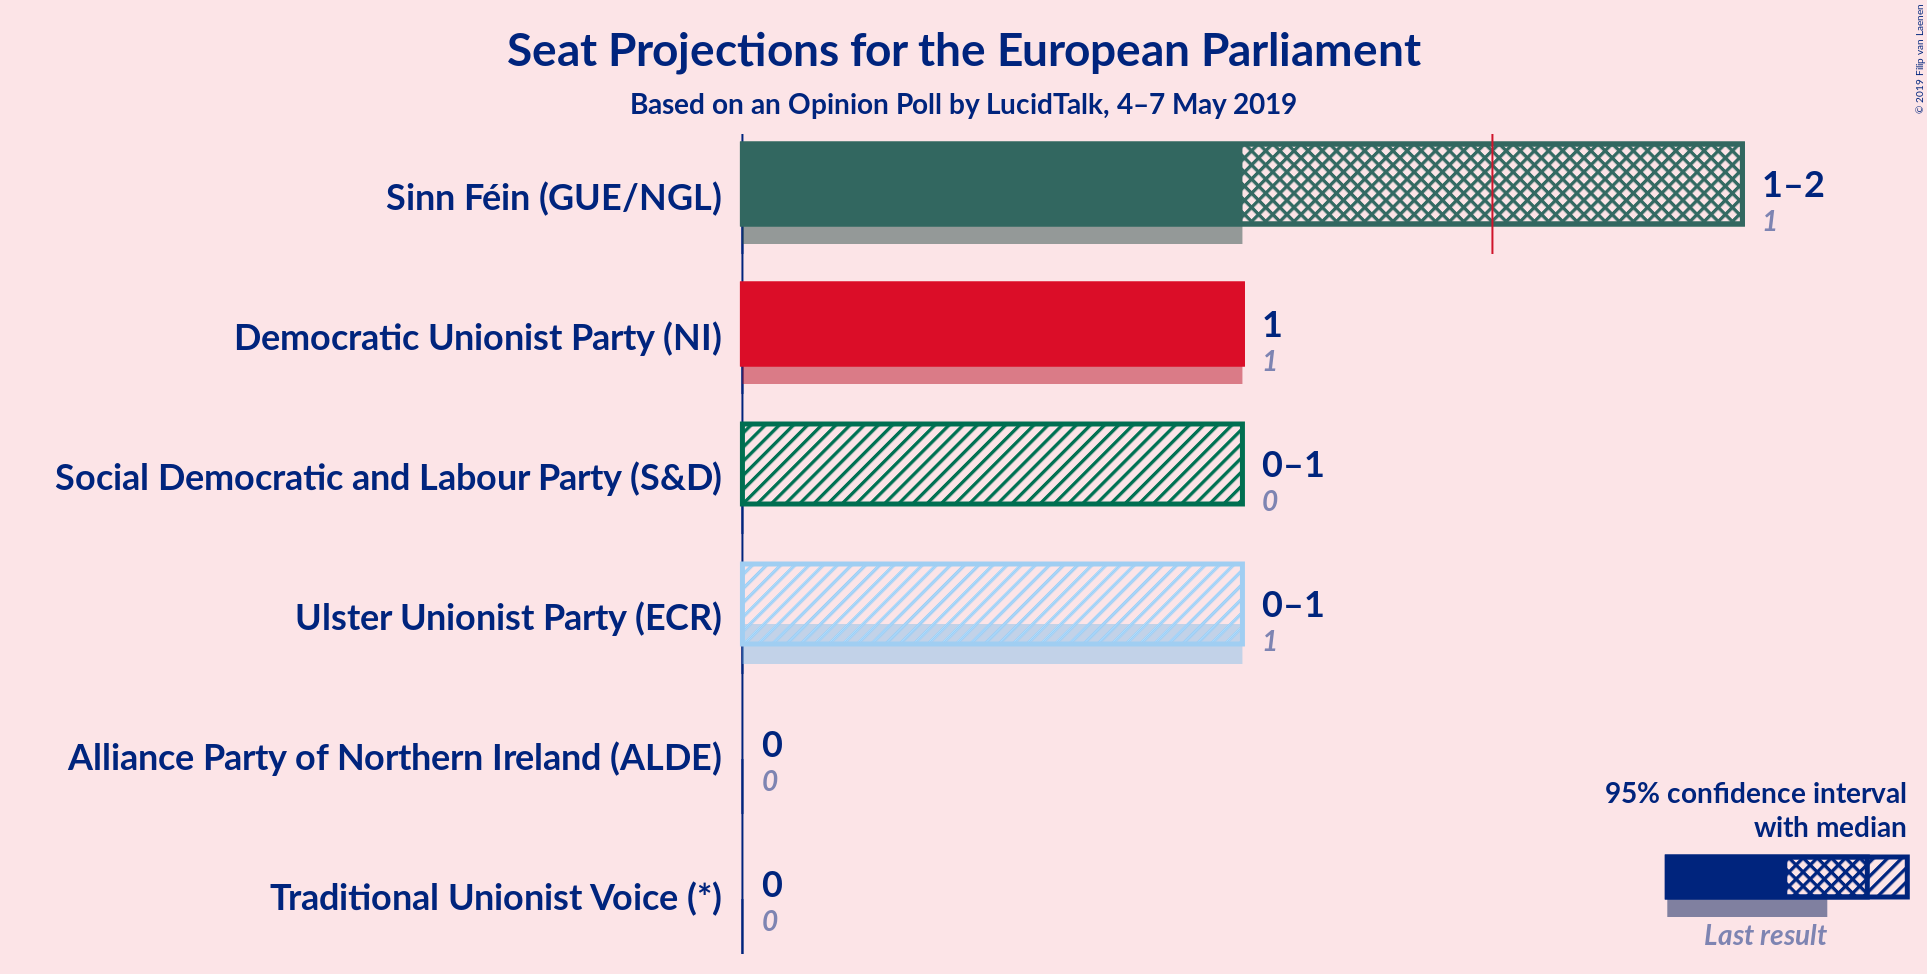 Seat Projections for the European Parliament
Based on an Opinion Poll by LucidTalk, 4–7 May 2019
© 2019 Filip van Laenen
Sinn Féin (GUE/NGL)
1–2
1
Democratic Unionist Party (NI)
1
1
Social Democratic and Labour Party (S&D)
0–1
0
Ulster Unionist Party (ECR)
0–1
1
Alliance Party of Northern Ireland (ALDE)
0
0
Traditional Unionist Voice (*)
0
0
95% confidence interval
with median
Last result